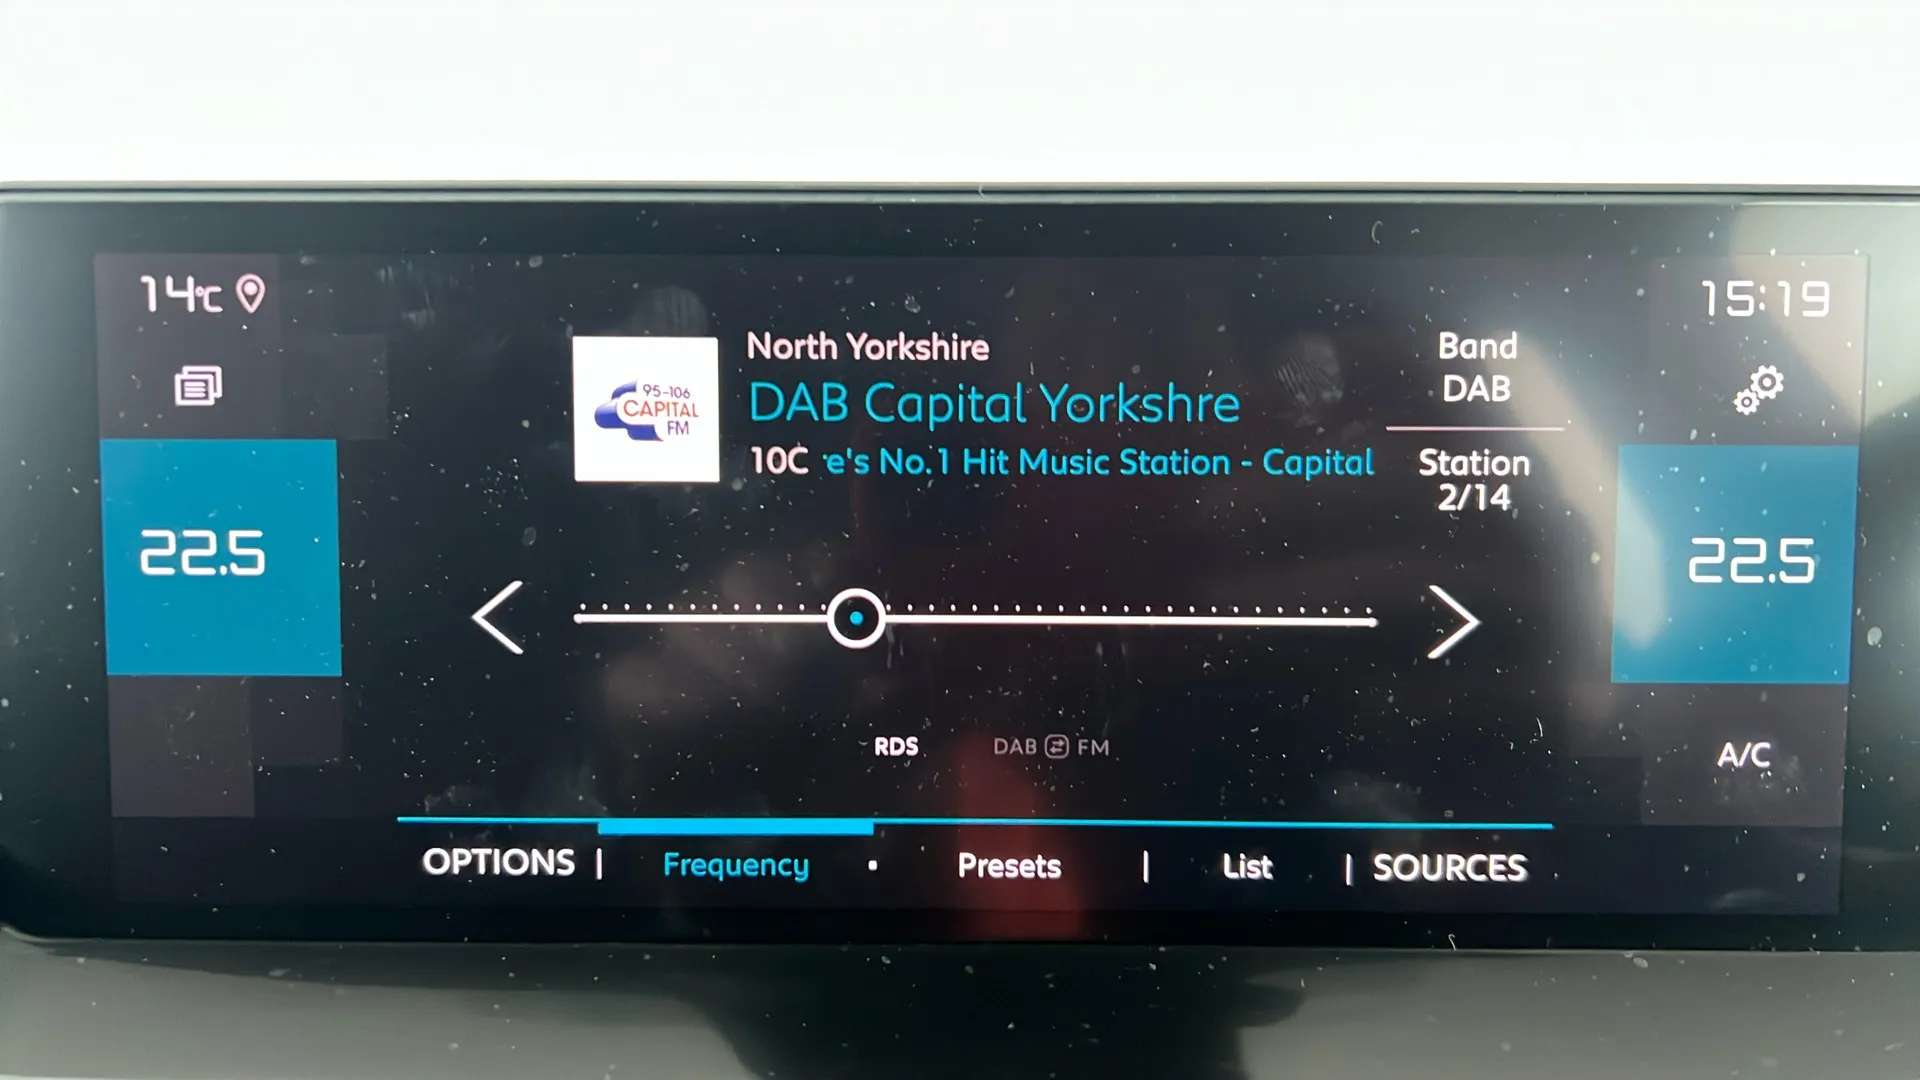 14°C
15:19
95-106
CAPITAL
FM
North Yorkshire
DAB Capital Yorkshre
10C e's No.1 Hit Music Station - Capital
Band
DAB
Station
2/14
22.5
22.5
RDS
DAB FM
A/C
OPTIONS | Frequency · Presets | List | SOURCES